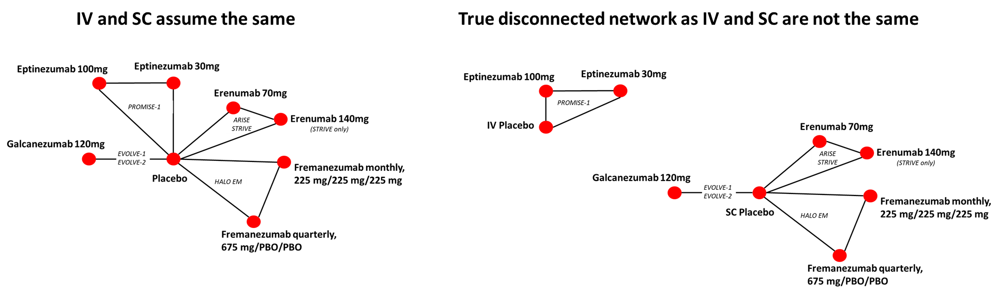 IV and SC assume the same
Eptinezumab 100mg
Eptinezumab 30mg
PROMISE-1
Erenumab 70mg
ARISE
STRIVE
Erenumab 140mg
(STRIVE only)
Galcanezumab 120mg
EVOLVE-1
EVOLVE-2
Placebo
Fremanezumab monthly,
225 mg/225 mg/225 mg
HALO EM
Fremanezumab quarterly,
675 mg/PBO/PBO
True disconnected network as IV and SC are not the same
Eptinezumab 100mg
Eptinezumab 30mg
PROMISE-1
IV Placebo
Erenumab 70mg
ARISE
STRIVE
Erenumab 140mg
(STRIVE only)
Galcanezumab 120mg
EVOLVE-1
EVOLVE-2
SC Placebo
Fremanezumab monthly,
225 mg/225 mg/225 mg
HALO EM
Fremanezumab quarterly,
675 mg/PBO/PBO